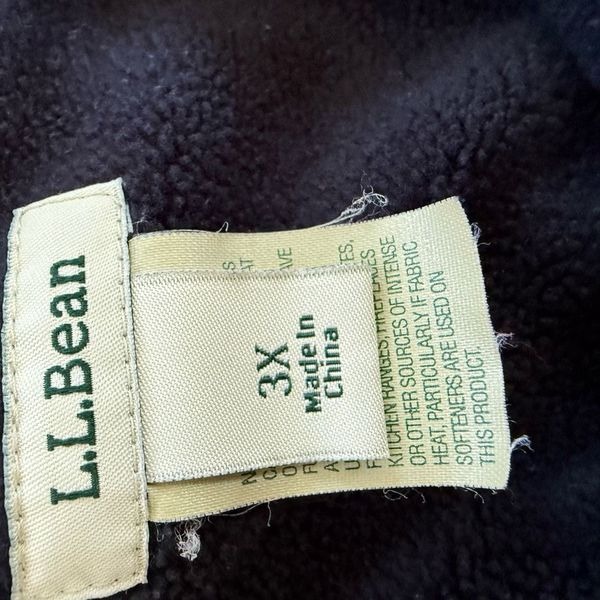 L.L.Bean
3X
Made In
China
AVE
KITCHEN RANGES, FIREPLACES
OR OTHER SOURCES OF INTENSE
HEAT, PARTICULARLY IF FABRIC
SOFTENERS ARE USED ON
THIS PRODUCT.